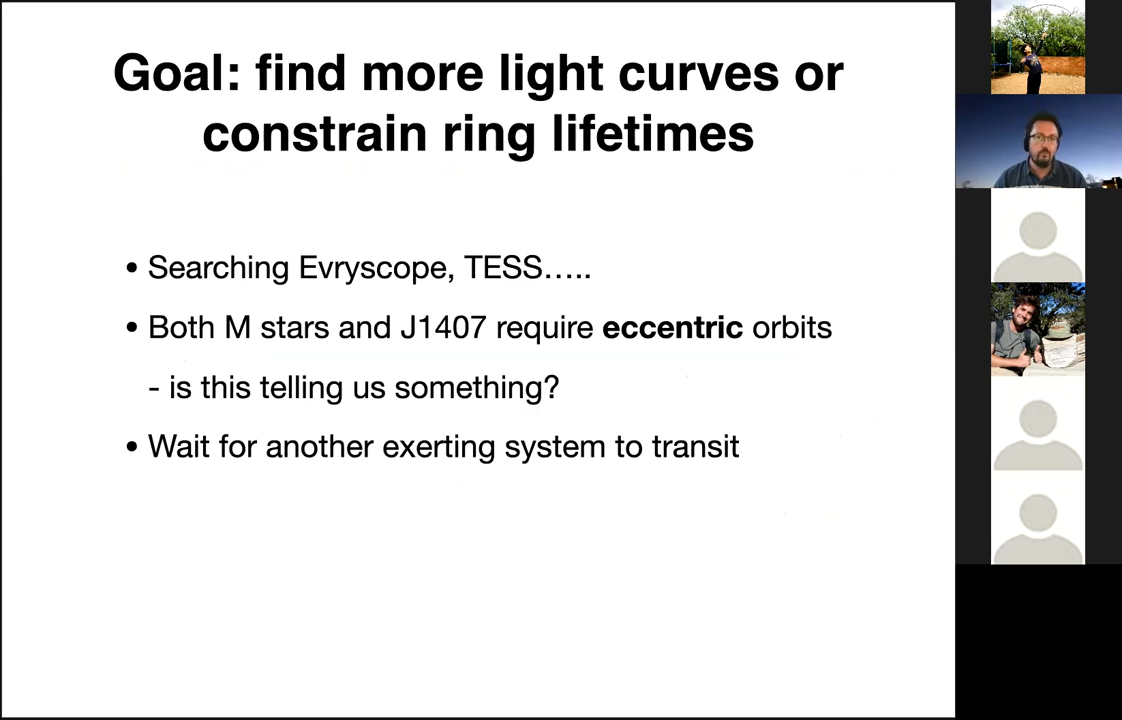 Goal: find more light curves or
constrain ring lifetimes
• Searching Evryscope, TESS.....
• Both M stars and J1407 require eccentric orbits
- is this telling us something?
• Wait for another exerting system to transit